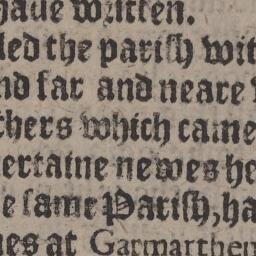 haue written.
led the parish wit
nd far and neare
thers which came
ertaine newes he
e same Parish, ha
nes at Garmarthen